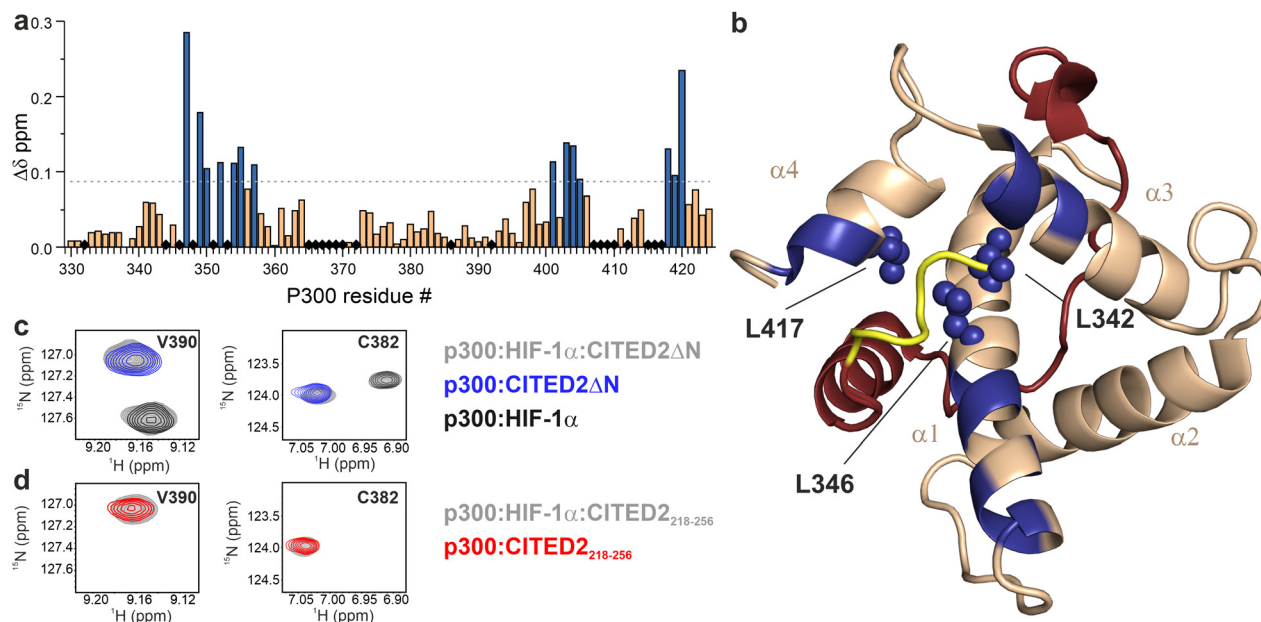 a
0.3
0.2
0.1
0.0
Δδ ppm
330 340 350 360 370 380 390 400 410 420
P300 residue #
b
α4
α3
L417
L342
α1
α2
L346
c
V390
127.0
127.2
127.4
127.6
¹⁵N (ppm)
9.20 9.16 9.12
C382
123.5
124.0
124.5
¹⁵N (ppm)
7.05 7.00 6.95 6.90
¹H (ppm)
p300:HIF-1α:CITED2ΔN
p300:CITED2ΔN
p300:HIF-1α
d
V390
127.0
127.2
127.4
127.6
¹⁵N (ppm)
9.20 9.16 9.12
C382
123.5
124.0
124.5
¹⁵N (ppm)
7.05 7.00 6.95 6.90
¹H (ppm)
p300:HIF-1α:CITED2₂₁₈₋₂₅₆
p300:CITED2₂₁₈₋₂₅₆